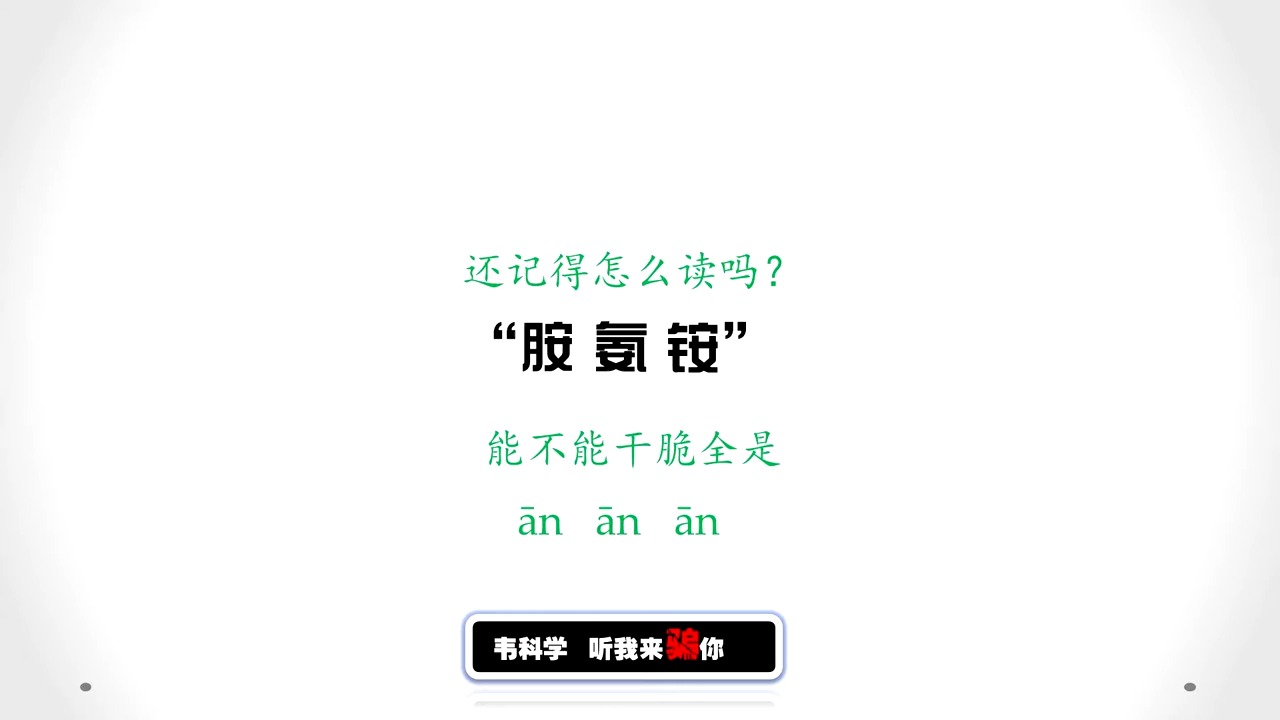 还记得怎么读吗？
“胺 氨 铵”
能不能干脆全是
ān ān ān
韦科学 听我来骗你